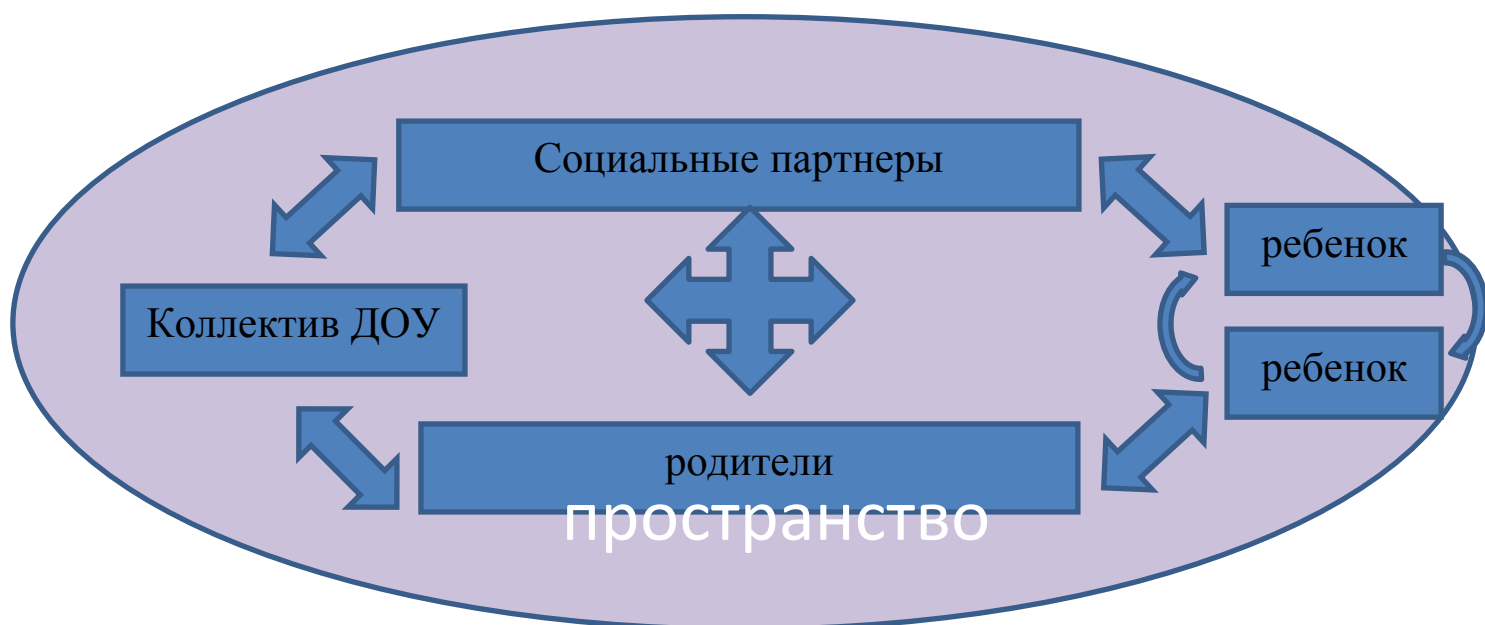 Социальные партнеры
ребенок
Коллектив ДОУ
ребенок
родители
пространство